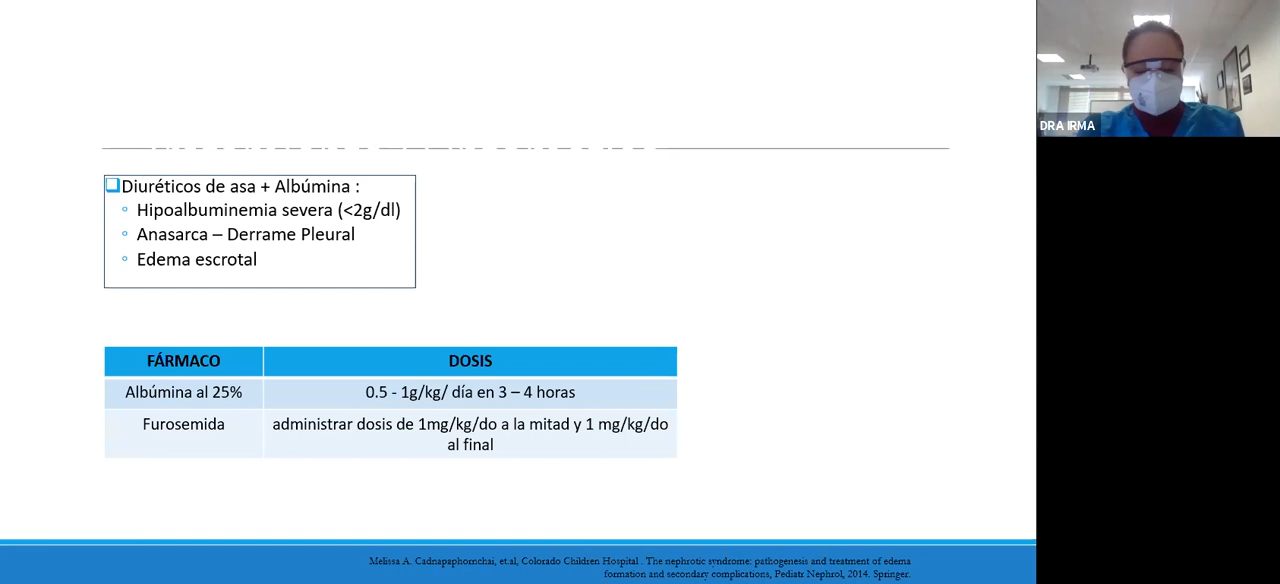 DRA IRMA
Diuréticos de asa + Albúmina :
Hipoalbuminemia severa (<2g/dl)
Anasarca – Derrame Pleural
Edema escrotal
FÁRMACO DOSIS
Albúmina al 25% 0.5 - 1g/kg/ día en 3 – 4 horas
Furosemida administrar dosis de 1mg/kg/do a la mitad y 1 mg/kg/do
al final
Melissa A. Cadnapaphornchai, et.al, Colorado Children Hospital . The nephrotic syndrome: pathogenesis and treatment of edema
formation and secondary complications, Pediatr Nephrol, 2014. Springer.